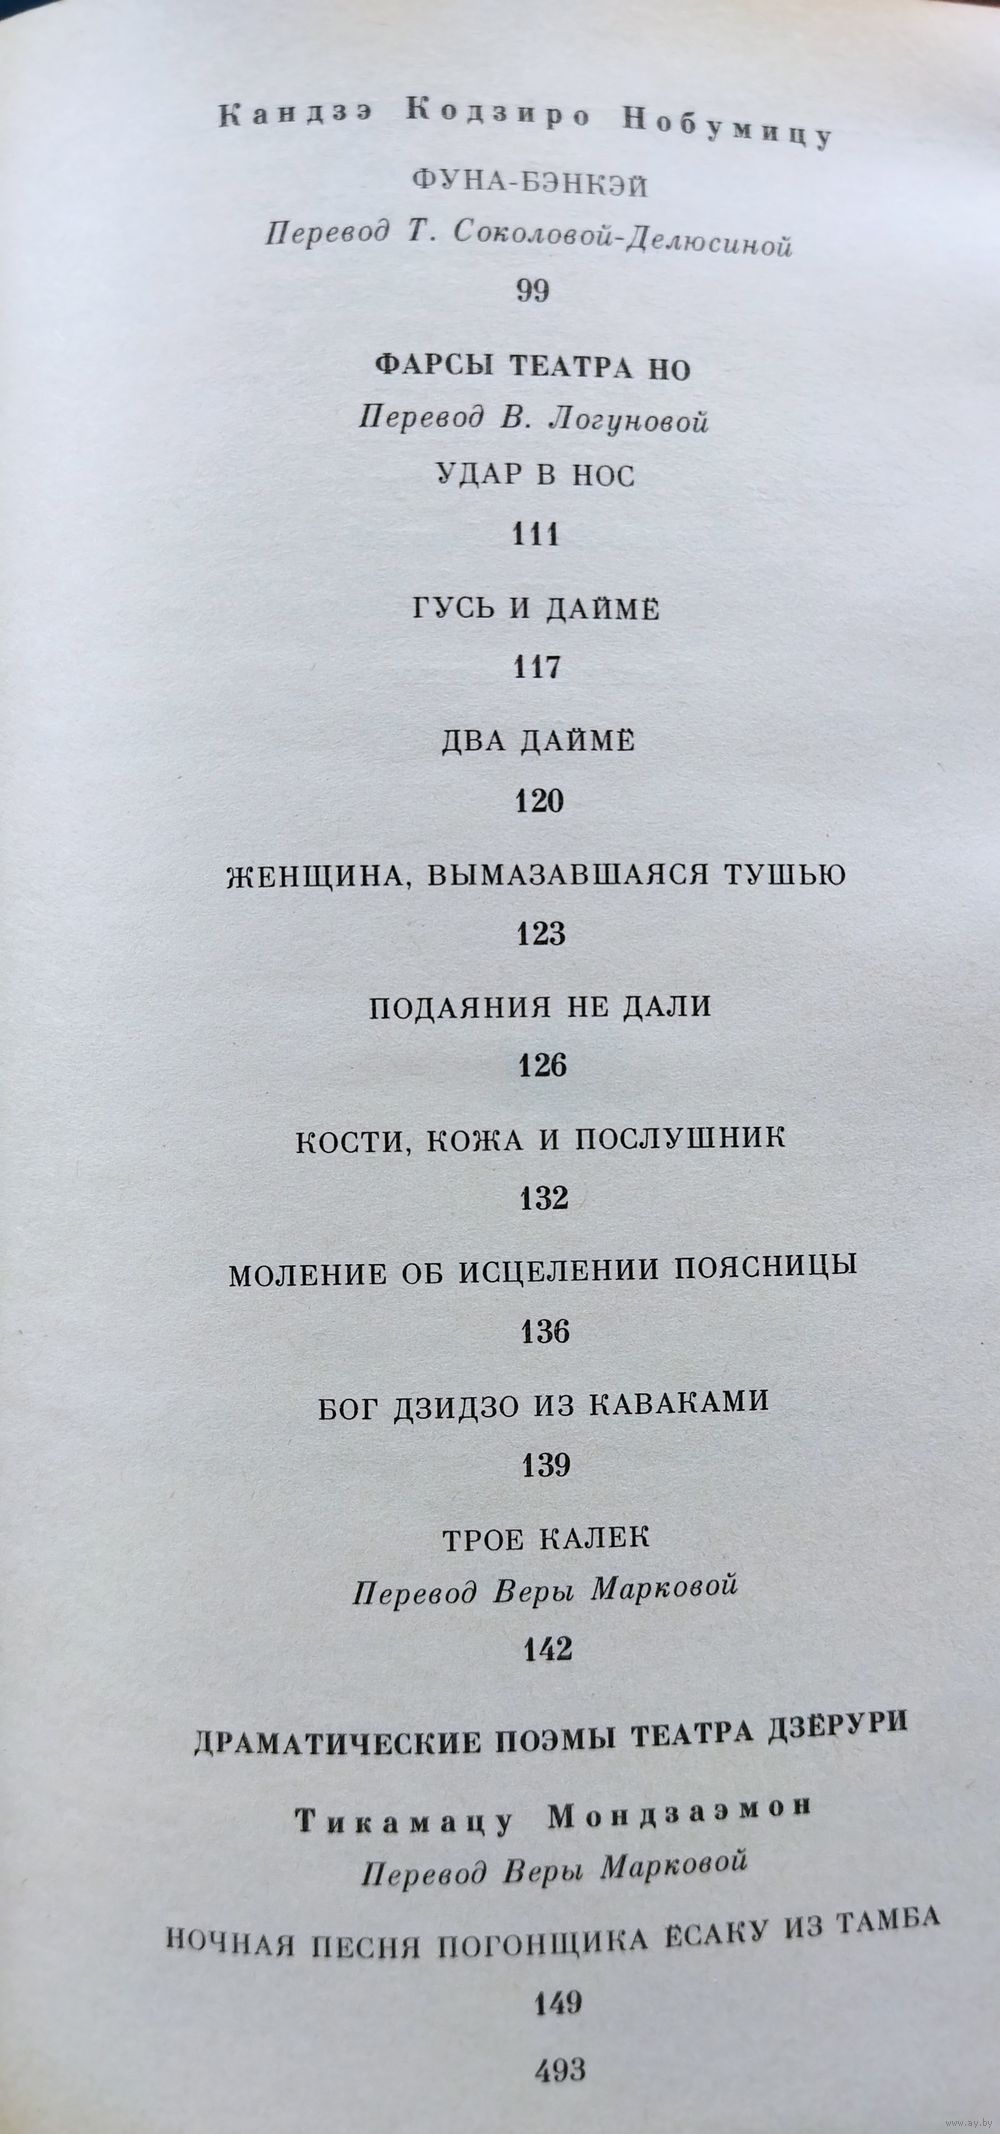 Кандзэ Кодзиро Нобумицу
ФУНА-БЭНКЭЙ
Перевод Т. Соколовой-Делюсиной
99
ФАРСЫ ТЕАТРА НО
Перевод В. Логуновой
УДАР В НОС
111
ГУСЬ И ДАЙМЁ
117
ДВА ДАЙМЁ
120
ЖЕНЩИНА, ВЫМАЗАВШАЯСЯ ТУШЬЮ
123
ПОДАЯНИЯ НЕ ДАЛИ
126
КОСТИ, КОЖА И ПОСЛУШНИК
132
МОЛЕНИЕ ОБ ИСЦЕЛЕНИИ ПОЯСНИЦЫ
136
БОГ ДЗИДЗО ИЗ КАВАКАМИ
139
ТРОЕ КАЛЕК
Перевод Веры Марковой
142
ДРАМАТИЧЕСКИЕ ПОЭМЫ ТЕАТРА ДЗЁРУРИ
Тикамацу Мондзаэмон
Перевод Веры Марковой
НОЧНАЯ ПЕСНЯ ПОГОНЩИКА ЁСАКУ ИЗ ТАМБА
149
493
www.ay.by